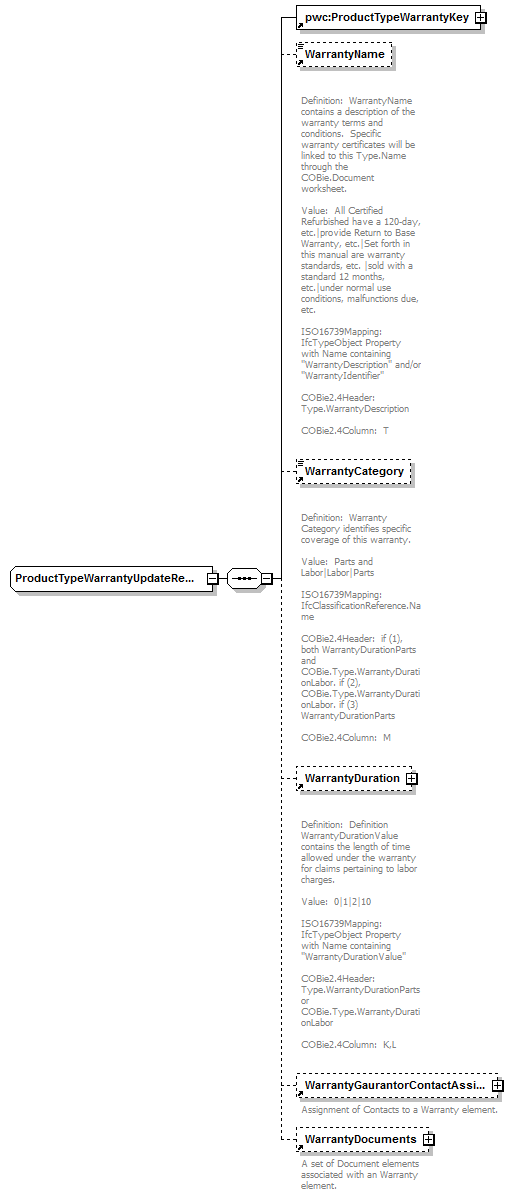 pwc:ProductTypeWarrantyKey
WarrantyName
Definition: WarrantyName
contains a description of the
warranty terms and
conditions. Specific
warranty certificates will be
linked to this Type.Name
through the
COBie.Document
worksheet.
Value: All Certified
Refurbished have a 120-day,
etc.|provide Return to Base
Warranty, etc.|Set forth in
this manual are warranty
standards, etc. |sold with a
standard 12 months,
etc.|under normal use
conditions, malfunctions due,
etc.
ISO16739Mapping:
IfcTypeObject Property
with Name containing
"WarrantyDescription" and/or
"WarrantyIdentifier"
COBie2.4Header:
Type.WarrantyDescription
COBie2.4Column: T
WarrantyCategory
Definition: Warranty
Category identifies specific
coverage of this warranty.
Value: Parts and
Labor|Labor|Parts
ISO16739Mapping:
IfcClassificationReference.Na
me
COBie2.4Header: if (1),
both WarrantyDurationParts
and
COBie.Type.WarrantyDurati
onLabor. if (2),
COBie.Type.WarrantyDurati
onLabor. if (3)
WarrantyDurationParts
COBie2.4Column: M
ProductTypeWarrantyUpdateRe...
WarrantyDuration
Definition: Definition
WarrantyDurationValue
contains the length of time
allowed under the warranty
for claims pertaining to labor
charges.
Value: 0|1|2|10
ISO16739Mapping:
IfcTypeObject Property
with Name containing
"WarrantyDurationValue"
COBie2.4Header:
Type.WarrantyDurationParts
or
COBie.Type.WarrantyDurati
onLabor
COBie2.4Column: K,L
WarrantyGaurantorContactAssi...
Assignment of Contacts to a Warranty element.
WarrantyDocuments
A set of Document elements
associated with an Warranty
element.